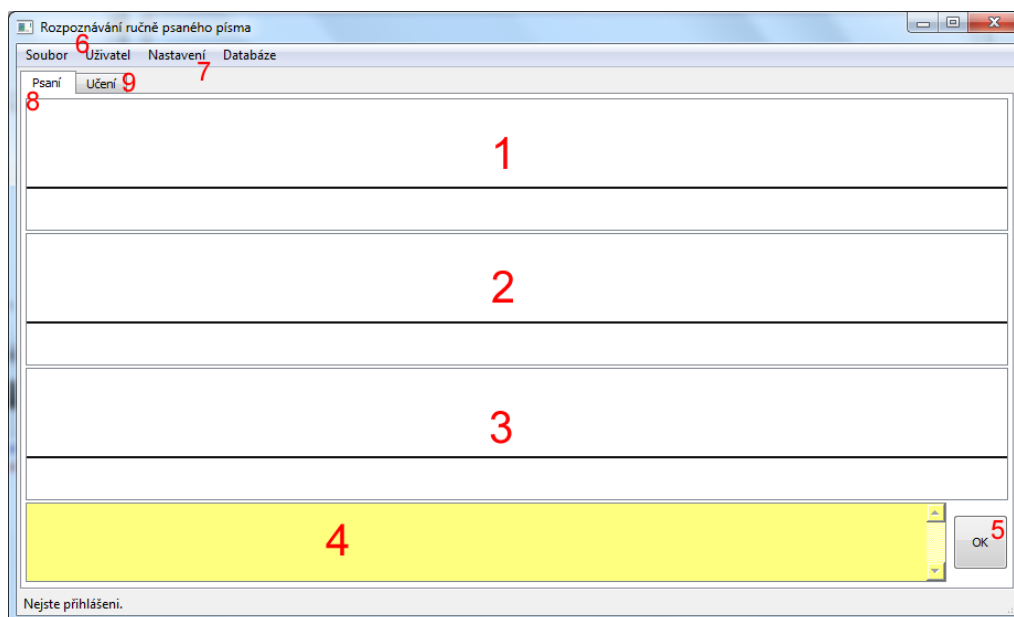 Rozpoznávání ručně psaného písma
6
Soubor Uživatel Nastavení Databáze
7
Psaní Učení 9
8
1
2
3
4
OK 5
Nejste přihlášeni.